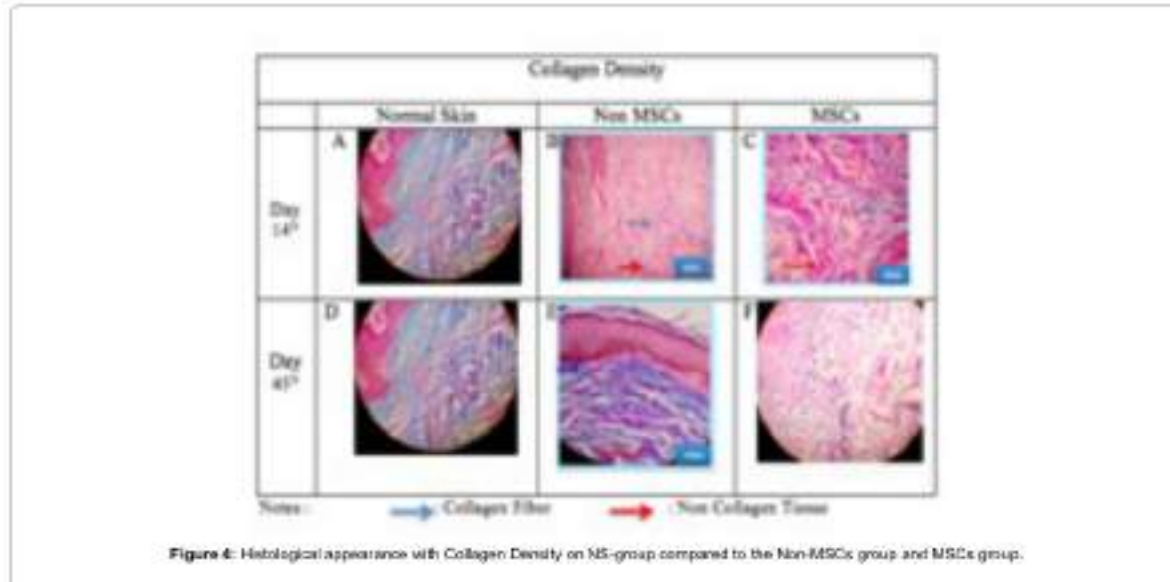 Collagen Density
Normal Skin Non MSCs MSCs
A B C
Day
14th
D E F
Day
45th
Notes : : Collagen Fiber : Non Collagen Tissue
Figure 4: Histological appearance with Collagen Density on NS-group compared to the Non-MSCs group and MSCs group.